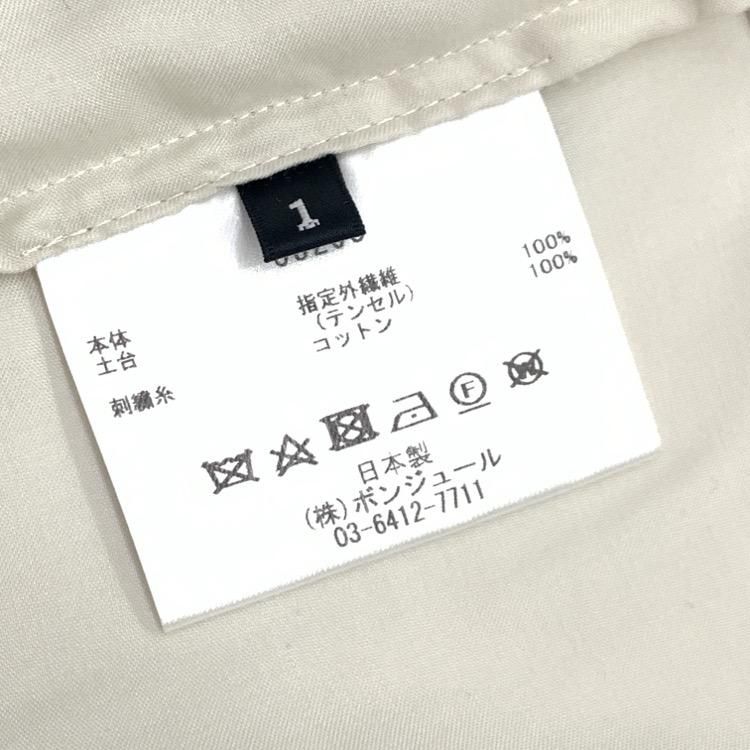 1
本体 指定外繊維 100%
土台 (テンセル) 100%
コットン
刺繍糸
F W
日本製
(株)ボンジュール
03-6412-7711